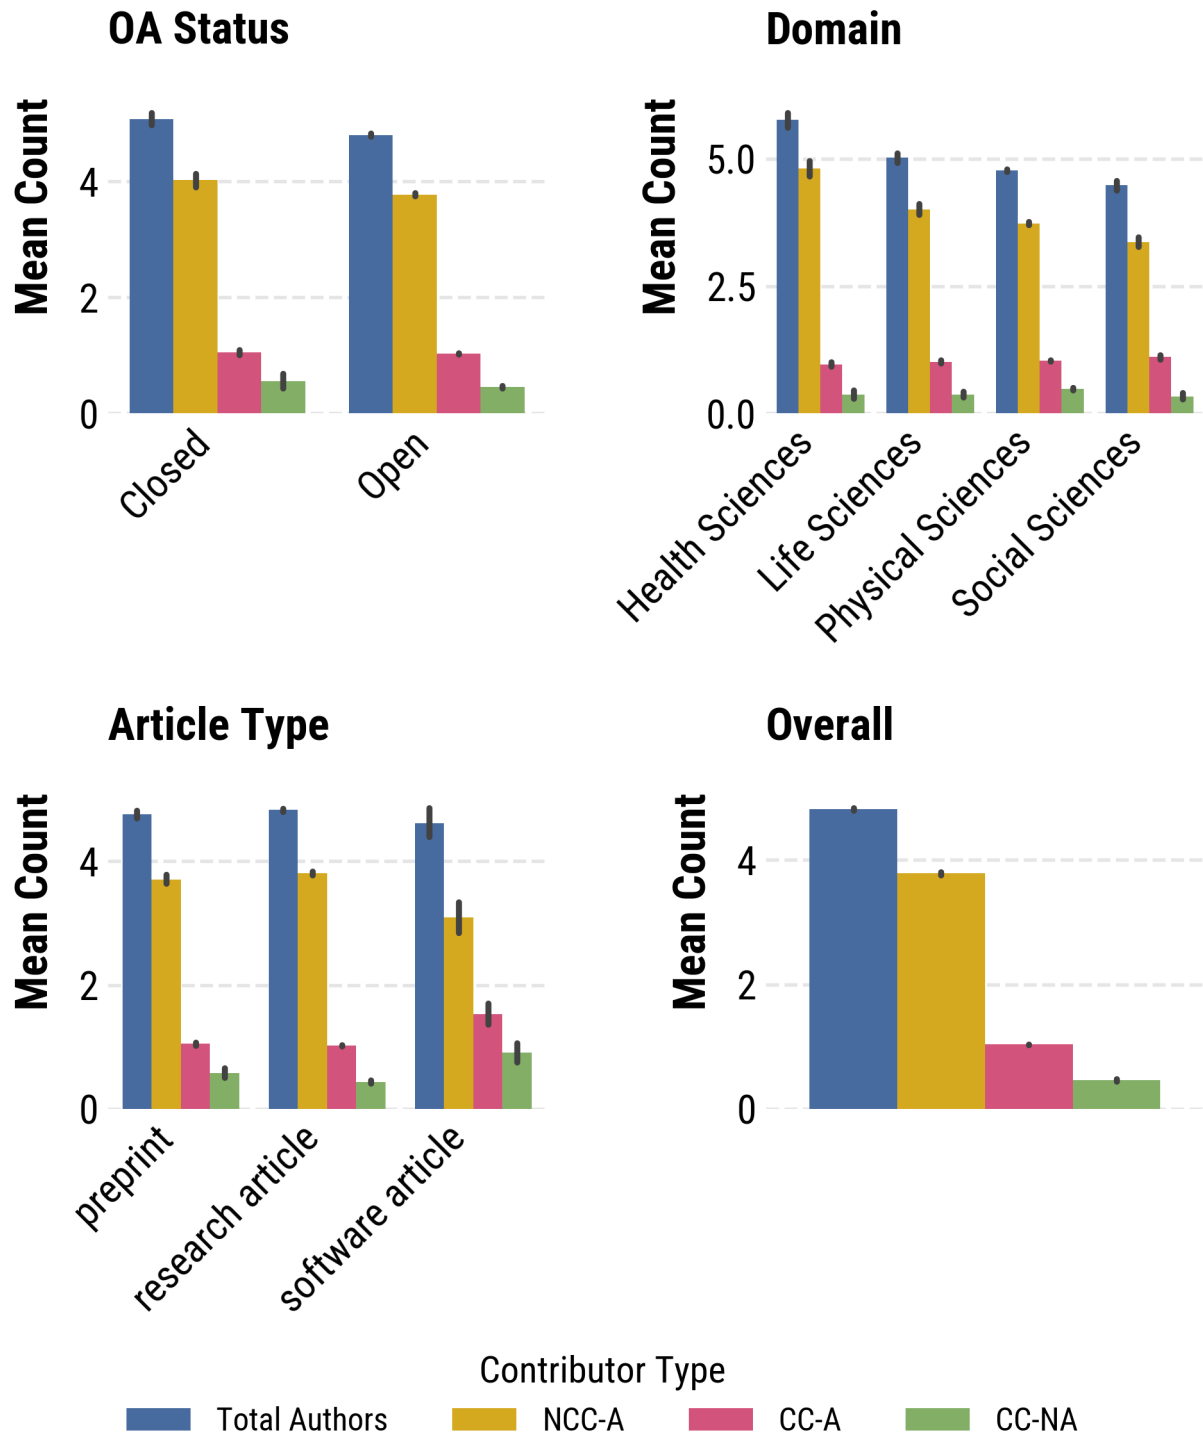 OA Status
Mean Count
4
2
0
Closed
Open
Domain
Mean Count
5.0
2.5
0.0
Health Sciences
Life Sciences
Physical Sciences
Social Sciences
Article Type
Mean Count
4
2
0
preprint
research article
software article
Overall
Mean Count
4
2
0
Contributor Type
Total Authors
NCC-A
CC-A
CC-NA